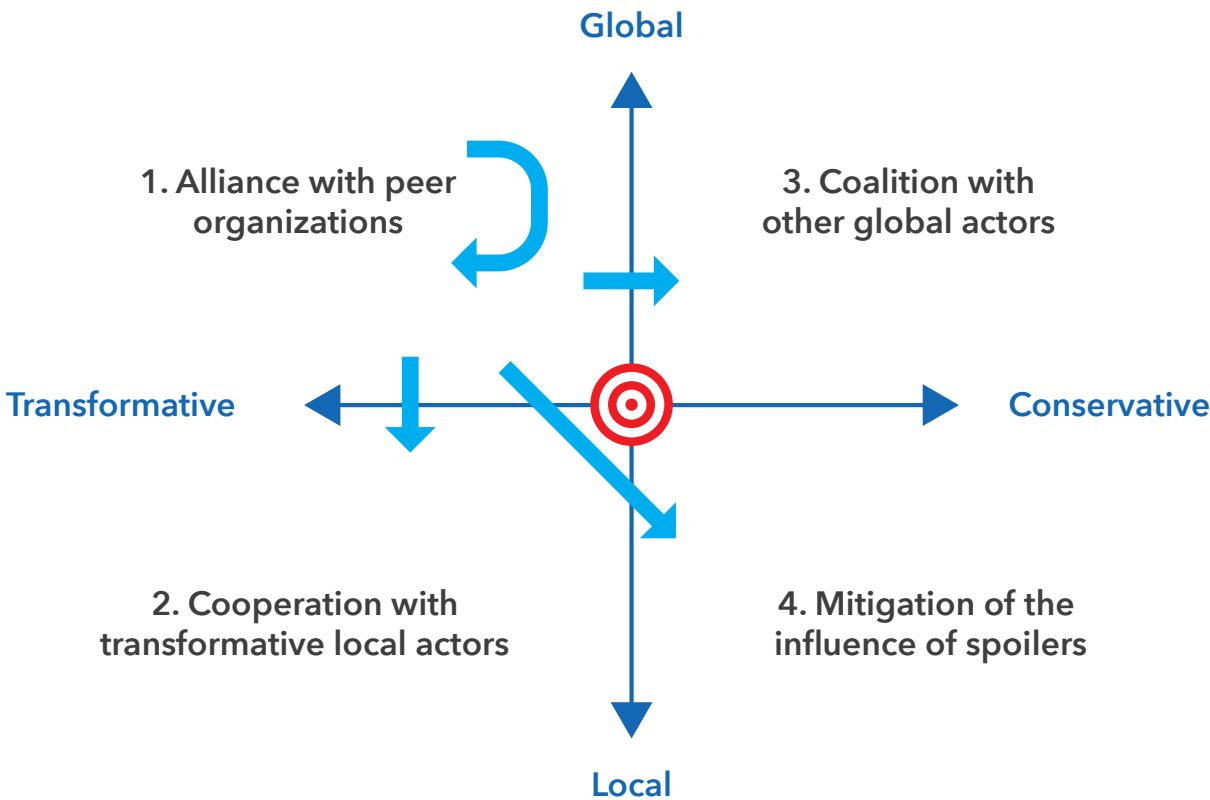 Global
1. Alliance with peer
organizations
3. Coalition with
other global actors
Transformative
Conservative
2. Cooperation with
transformative local actors
4. Mitigation of the
influence of spoilers
Local